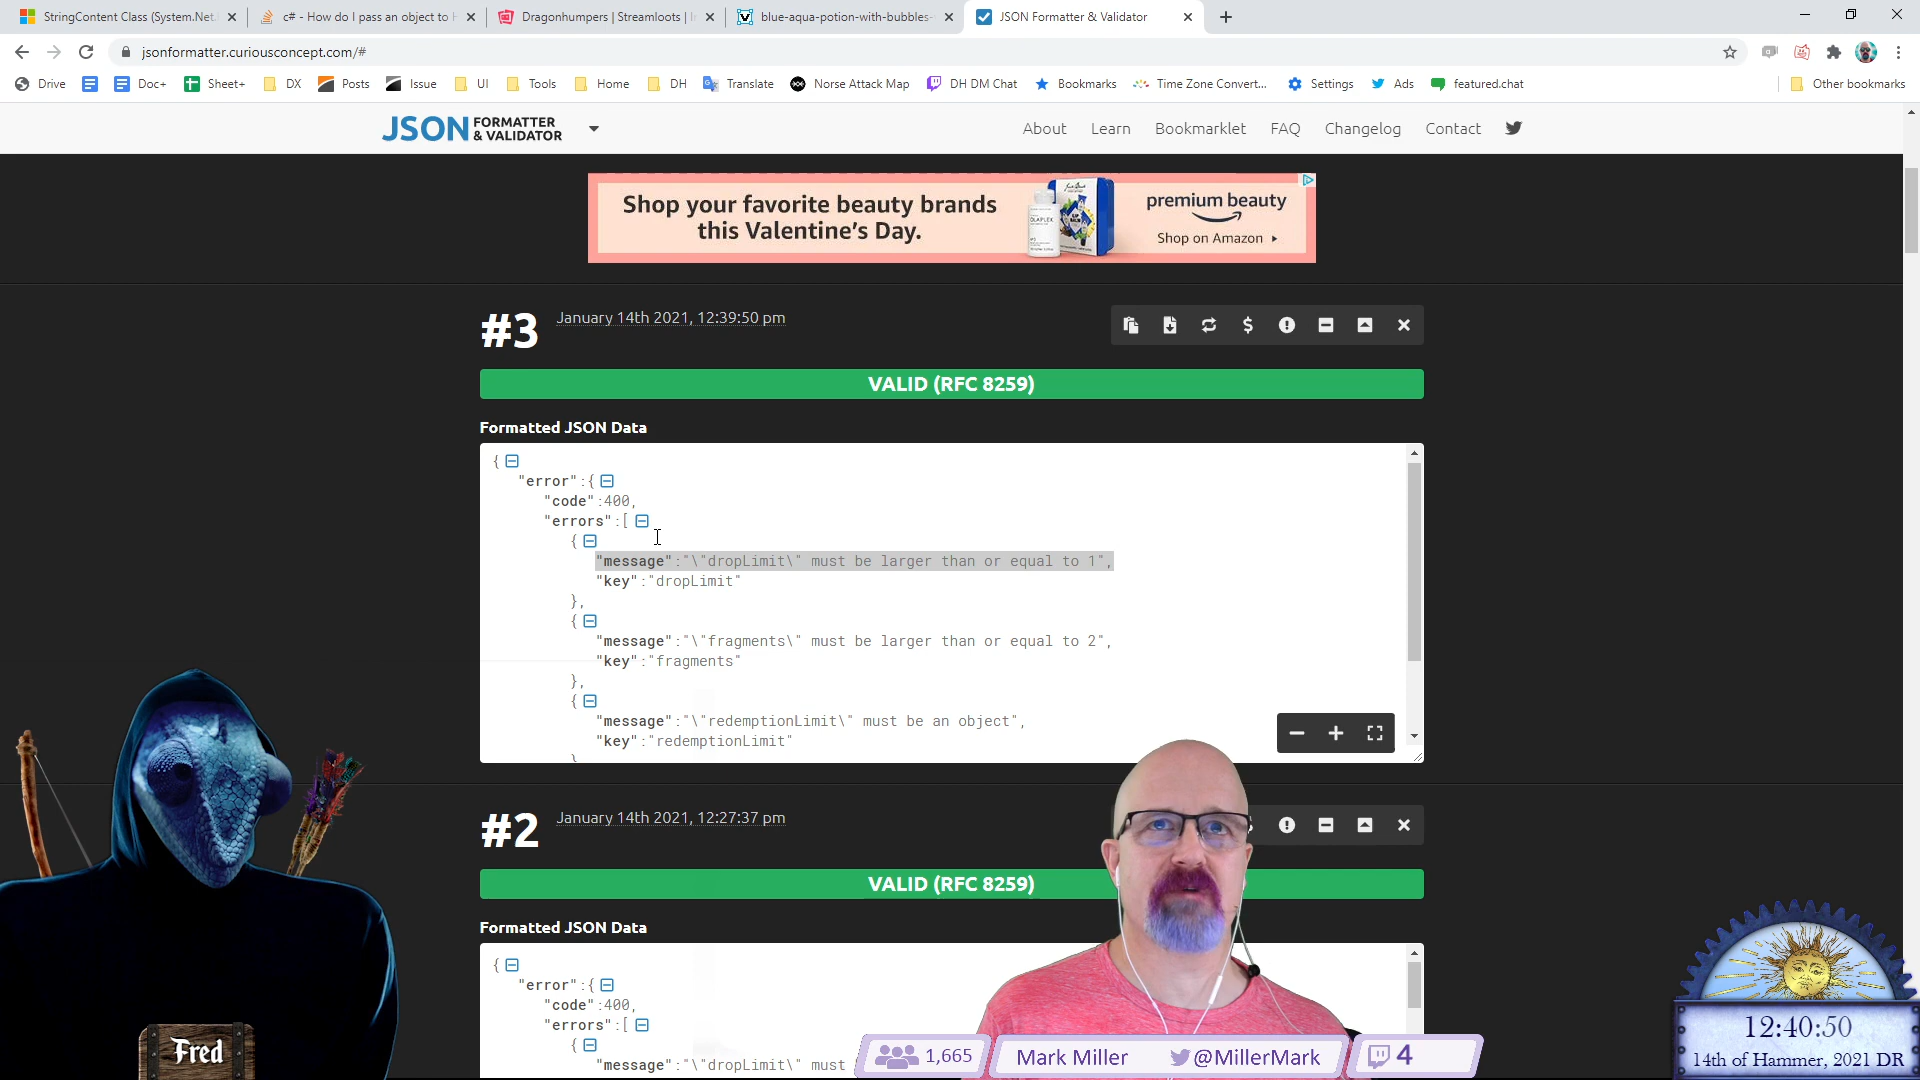 StringContent Class (System.Net.
c# - How do I pass an object to H
Dragonhumpers | Streamloots | I
blue-aqua-potion-with-bubbles-
JSON Formatter & Validator
jsonformatter.curiousconcept.com/#
Drive
Doc+
Sheet+
DX
Posts
Issue
UI
Tools
Home
DH
Translate
Norse Attack Map
DH DM Chat
Bookmarks
Time Zone Convert...
Settings
Ads
featured.chat
Other bookmarks
JSON FORMATTER & VALIDATOR
About
Learn
Bookmarklet
FAQ
Changelog
Contact
Shop your favorite beauty brands
this Valentine's Day.
OLAPLEX
premium beauty
Shop on Amazon
#3
January 14th 2021, 12:39:50 pm
VALID (RFC 8259)
Formatted JSON Data
{
"error":{
"code":400,
"errors":[
{
"message":"\"dropLimit\" must be larger than or equal to 1",
"key":"dropLimit"
},
{
"message":"\"fragments\" must be larger than or equal to 2",
"key":"fragments"
},
{
"message":"\"redemptionLimit\" must be an object",
"key":"redemptionLimit"
}
#2
January 14th 2021, 12:27:37 pm
VALID (RFC 8259)
Formatted JSON Data
{
"error":{
"code":400,
"errors":[
{
"message":"\"dropLimit\" must
Fred
1,665
Mark Miller
@MillerMark
4
12:40:50
14th of Hammer, 2021 DR